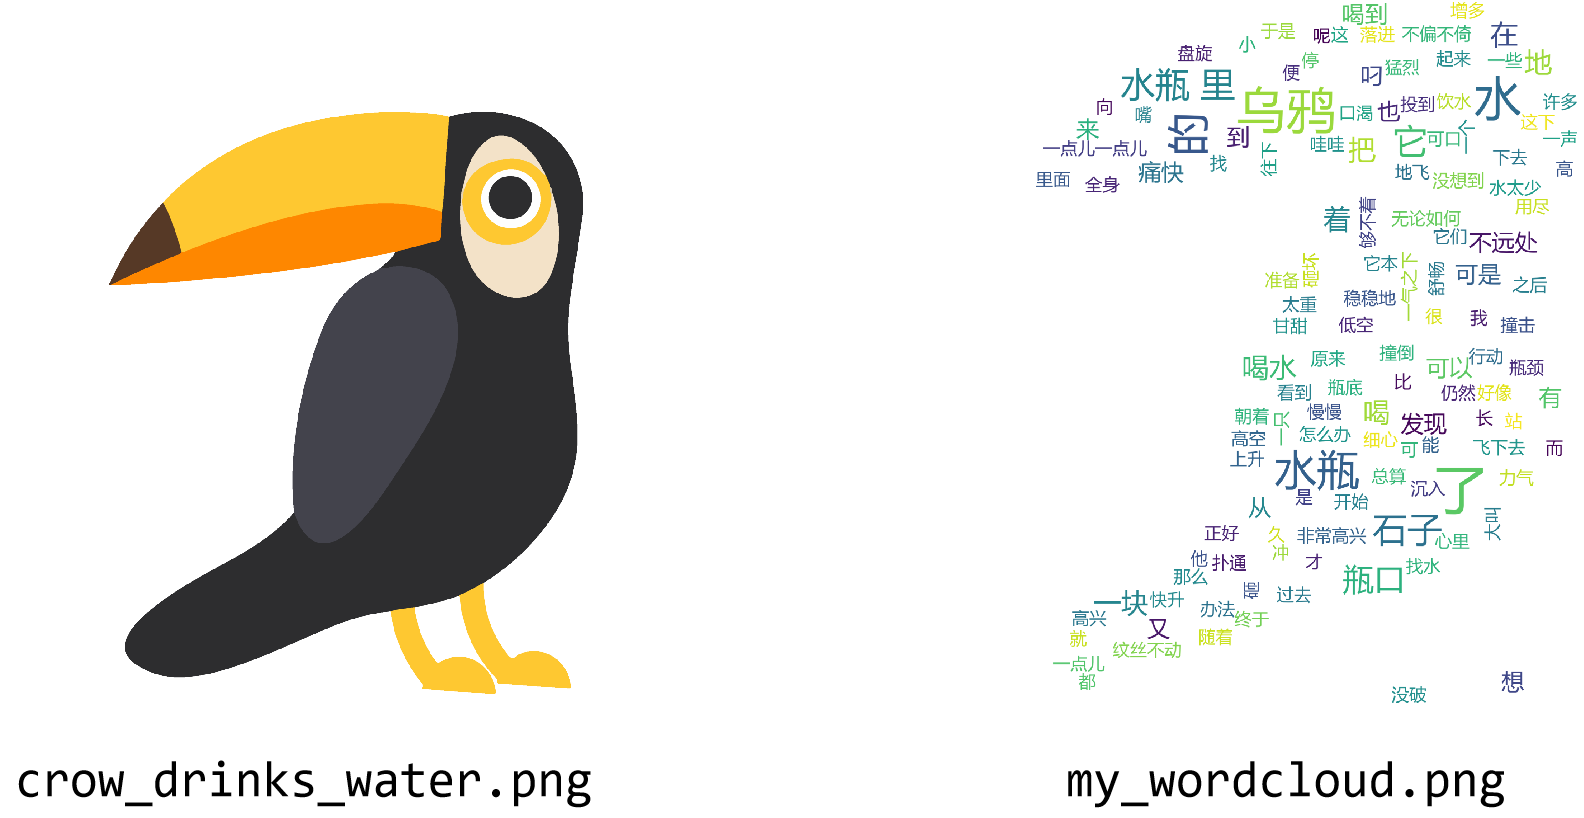 喝到 增多
于是 呢 这 落进 不偏不倚 在
盘旋 小 停 起来 一些 地
水瓶 里 便 叼 猛烈
向 嘴 的 乌鸦 口渴 也 投到 饮水 水 许多
来 到 哇哇 把 它 可口 个 这下 一声
一点儿一点儿 痛快 找 往下 地飞 下去 高
里面 全身 没想到 水太少
着 够不着 无论如何 用尽
它们 不远处
准备 砸坏 它本 一气之下 舒畅 可是 之后
太重 稳稳地
甘甜 低空 很 我 撞击
喝水 原来 撞倒 可以 行动 瓶颈
看到 瓶底 比 仍然 好像 有
朝着 一只 慢慢 喝 发现 长 站
高空 怎么办 细心 可 能 飞下去 而
上升 水瓶 总算 了 力气
从 是 开始 沉入
正好 久 非常高兴 石子 心里 大叫
他 扑通 冲 才 瓶口 找水
那么 砸 过去
高兴 一块 快升 办法 终于
就 又 随着
一点儿 纹丝不动
都 没破 想
crow_drinks_water.png my_wordcloud.png